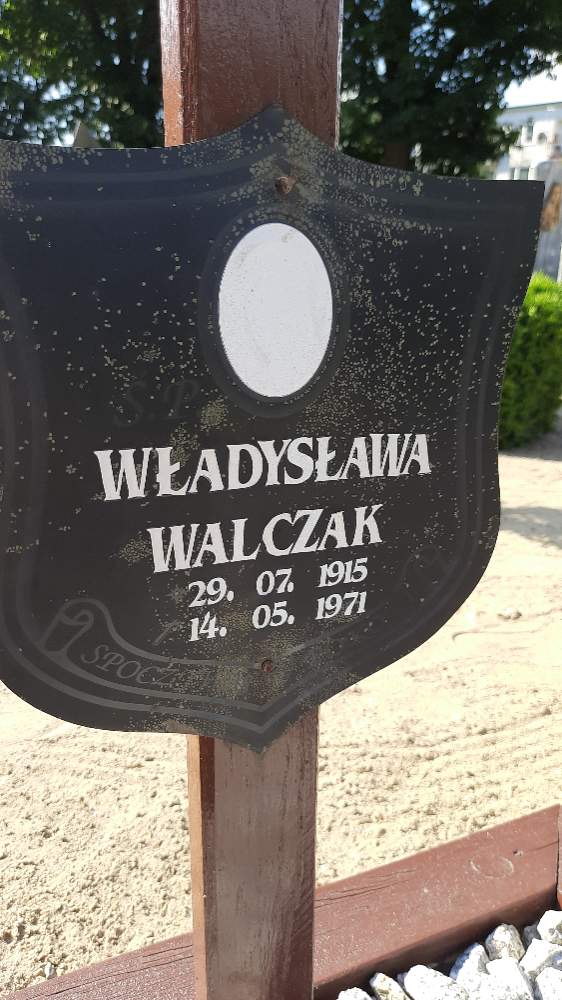 Ś.P.
WŁADYSŁAWA
WALCZAK
29. 07. 1915
14. 05. 1971